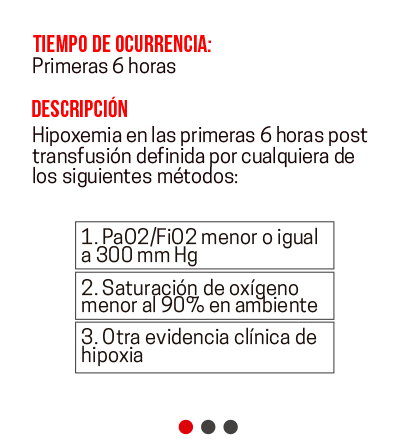 TIEMPO DE OCURRENCIA:
Primeras 6 horas
DESCRIPCIÓN
Hipoxemia en las primeras 6 horas post
transfusión definida por cualquiera de
los siguientes métodos:
1. PaO2/FiO2 menor o igual
a 300 mm Hg
2. Saturación de oxígeno
menor al 90% en ambiente
3. Otra evidencia clínica de
hipoxia